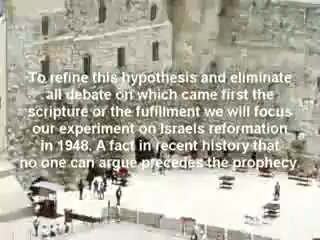 To refine this hypothesis and eliminate
all debate on which came first the
scripture or the fufillment we will focus
our experiment on Israels reformation
in 1948. A fact in recent history that
no one can argue precedes the prophecy.